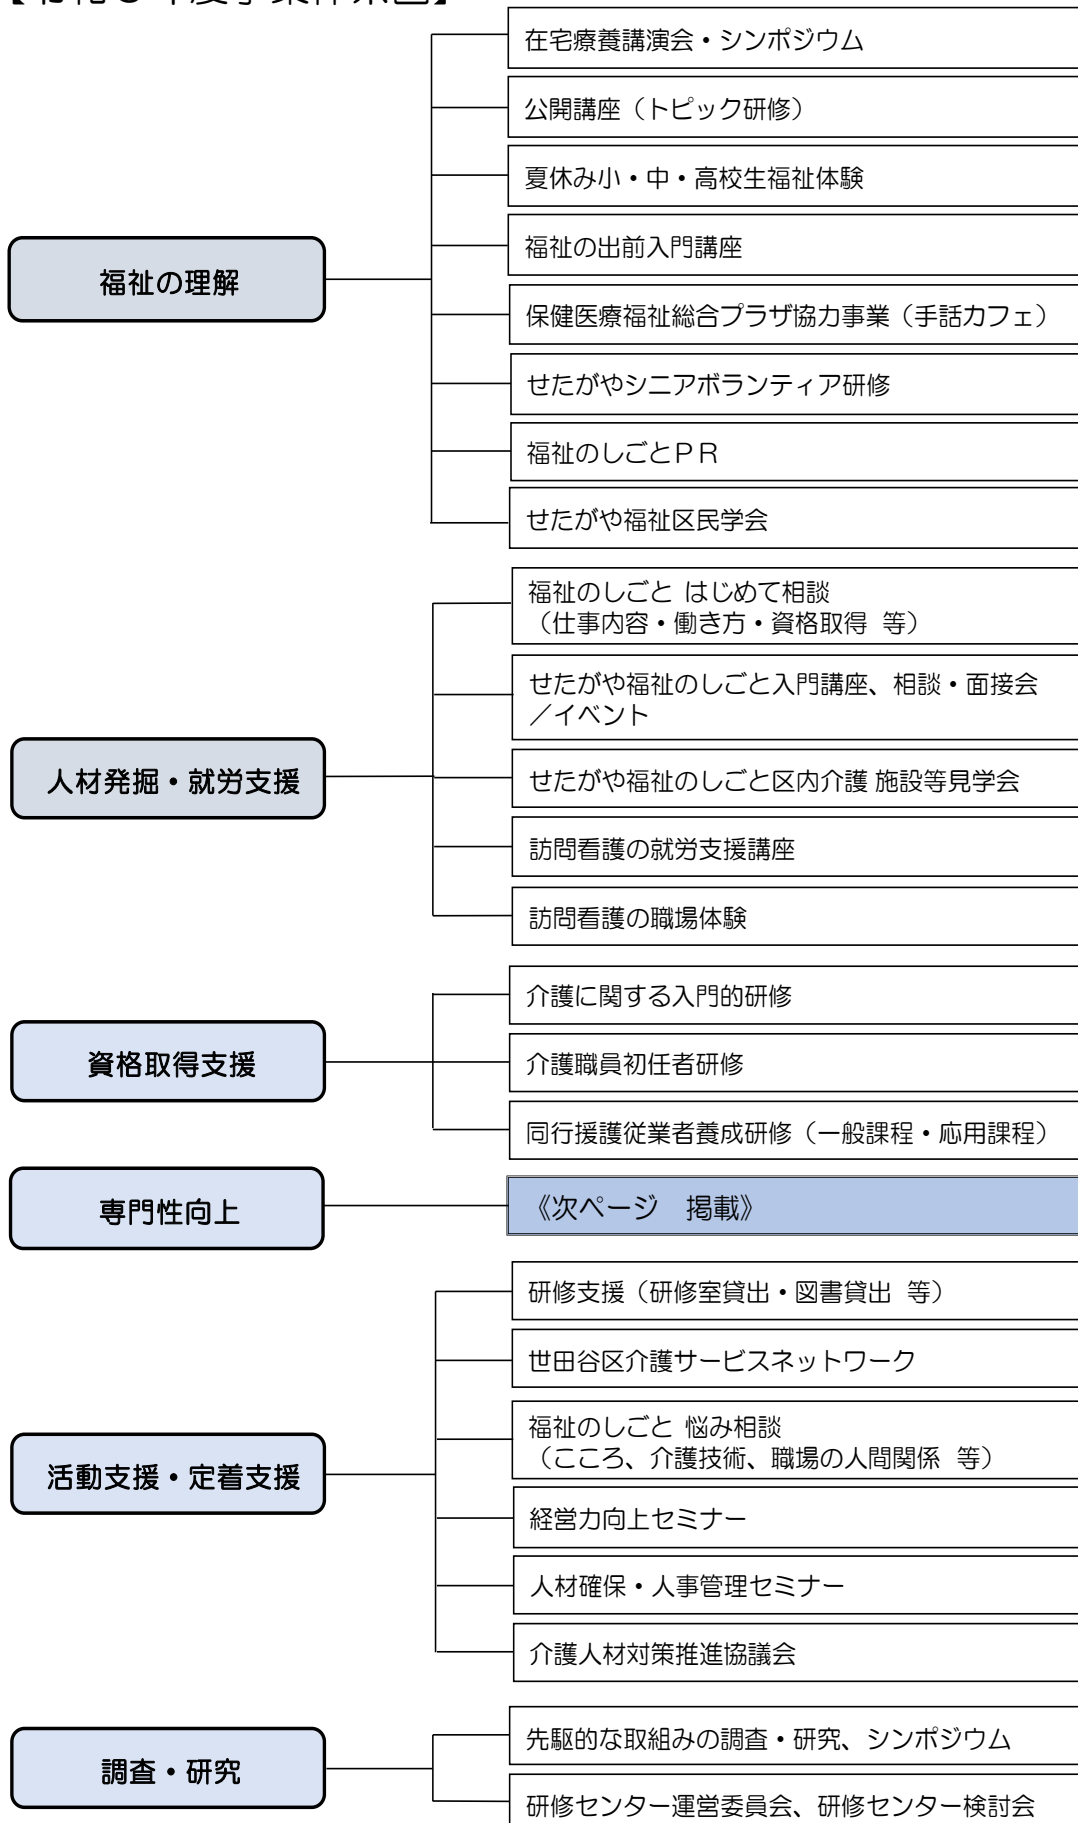 在宅療養講演会・シンポジウム
公開講座（トピック研修）
夏休み小・中・高校生福祉体験
福祉の理解
福祉の出前入門講座
保健医療福祉総合プラザ協力事業（手話カフェ）
せたがやシニアボランティア研修
福祉のしごとＰＲ
せたがや福祉区民学会
福祉のしごと はじめて相談
（仕事内容・働き方・資格取得 等）
せたがや福祉のしごと入門講座、相談・面接会
／イベント
人材発掘・就労支援
せたがや福祉のしごと区内介護 施設等見学会
訪問看護の就労支援講座
訪問看護の職場体験
介護に関する入門的研修
資格取得支援
介護職員初任者研修
同行援護従業者養成研修（一般課程・応用課程）
専門性向上
《次ページ　掲載》
研修支援（研修室貸出・図書貸出 等）
世田谷区介護サービスネットワーク
福祉のしごと 悩み相談
（こころ、介護技術、職場の人間関係 等）
活動支援・定着支援
経営力向上セミナー
人材確保・人事管理セミナー
介護人材対策推進協議会
先駆的な取組みの調査・研究、シンポジウム
調査・研究
研修センター運営委員会、研修センター検討会